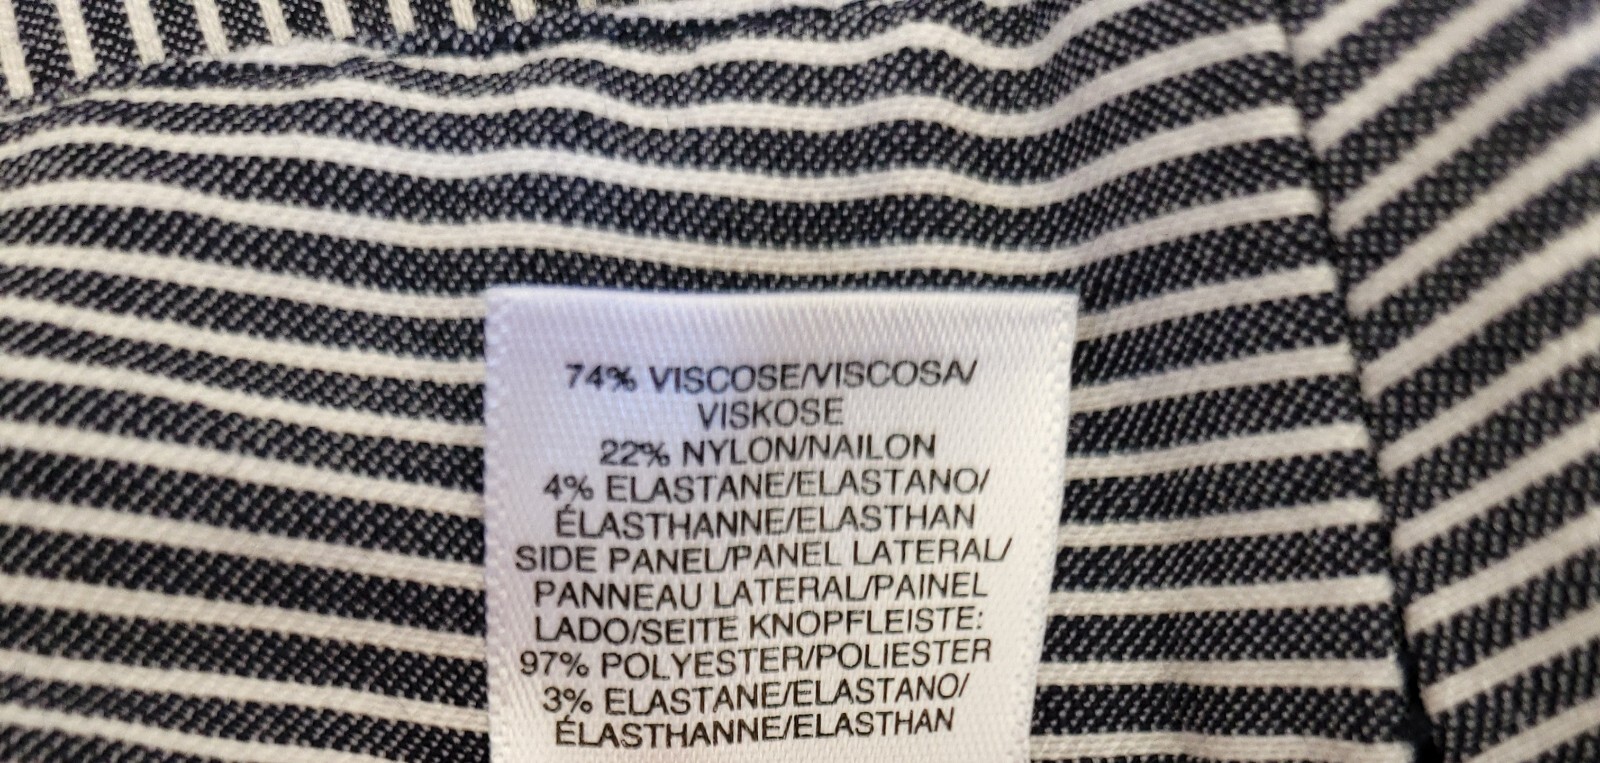 74% VISCOSE/VISCOSA/
VISKOSE
22% NYLON/NAILON
4% ELASTANE/ELASTANO/
ÉLASTHANNE/ELASTHAN
SIDE PANEL/PANEL LATERAL/
PANNEAU LATERAL/PAINEL
LADO/SEITE KNOPFLEISTE:
97% POLYESTER/POLIESTER
3% ELASTANE/ELASTANO/
ÉLASTHANNE/ELASTHAN